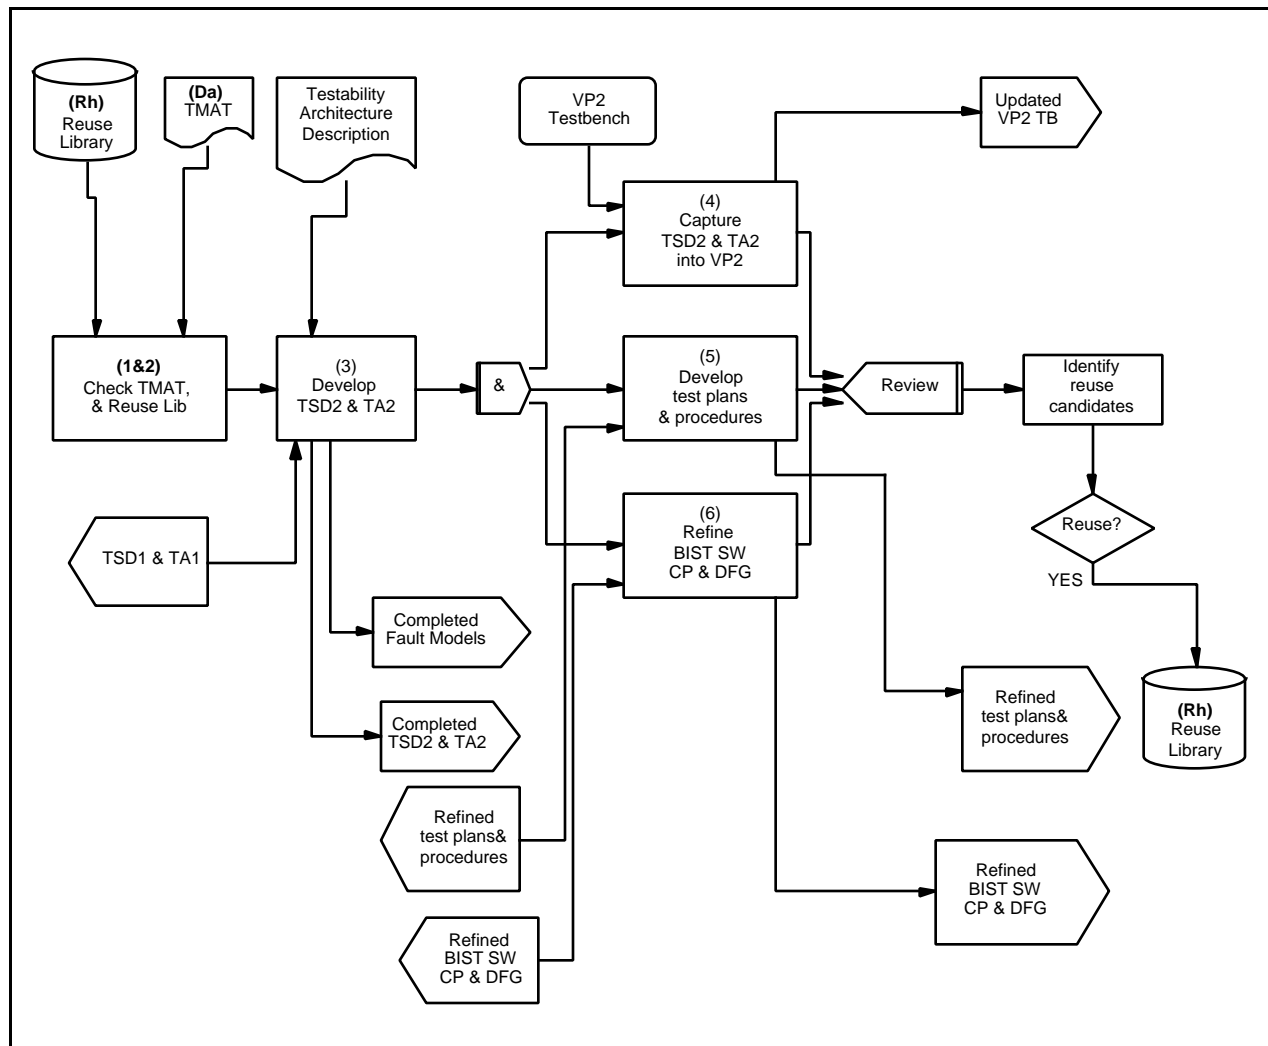 (Rh)
Reuse
Library
(Da)
TMAT
Testability
Architecture
Description
VP2
Testbench
Updated
VP2 TB
(4)
Capture
TSD2 & TA2
into VP2
(1&2)
Check TMAT,
& Reuse Lib
(3)
Develop
TSD2 & TA2
&
(5)
Develop
test plans
& procedures
Review
Identify
reuse
candidates
(6)
Refine
BIST SW
CP & DFG
Reuse?
YES
TSD1 & TA1
Completed
Fault Models
Completed
TSD2 & TA2
Refined
test plans&
procedures
(Rh)
Reuse
Library
Refined
test plans&
procedures
Refined
BIST SW
CP & DFG
Refined
BIST SW
CP & DFG